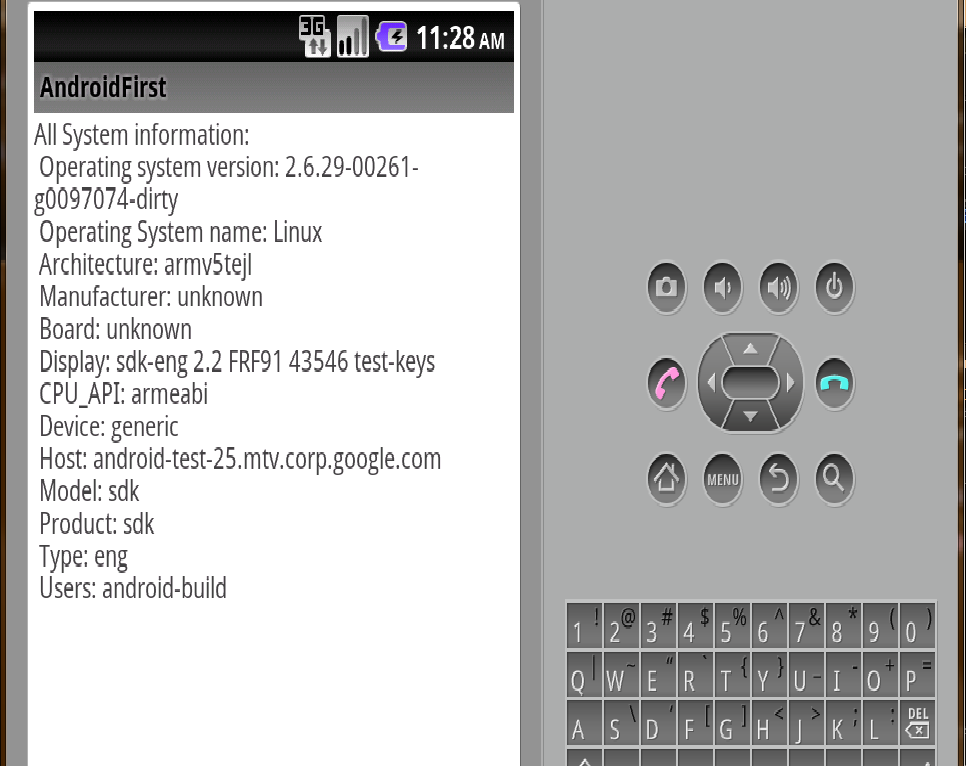 3G 11:28 AM
AndroidFirst
All System information:
Operating system version: 2.6.29-00261-
g0097074-dirty
Operating System name: Linux
Architecture: armv5tejl
Manufacturer: unknown
Board: unknown
Display: sdk-eng 2.2 FRF91 43546 test-keys
CPU_API: armeabi
Device: generic
Host: android-test-25.mtv.corp.google.com
Model: sdk
Product: sdk
Type: eng
Users: android-build
MENU
1 ! 2 @ 3 # 4 $ 5 % 6 ^ 7 & 8 * 9 ( 0 )
Q | W ~ E " R ` T { Y } U _ I - O + P =
A S \ D ' F [ G ] H < J > K ; L : DEL